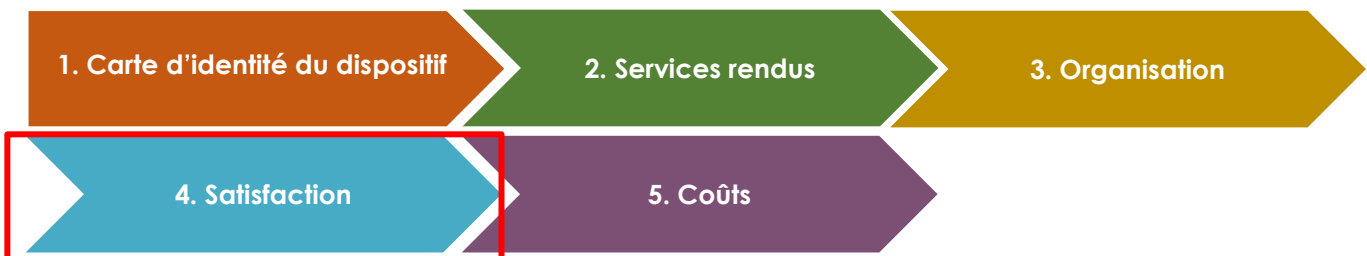 1. Carte d'identité du dispositif
2. Services rendus
3. Organisation
4. Satisfaction
5. Coûts